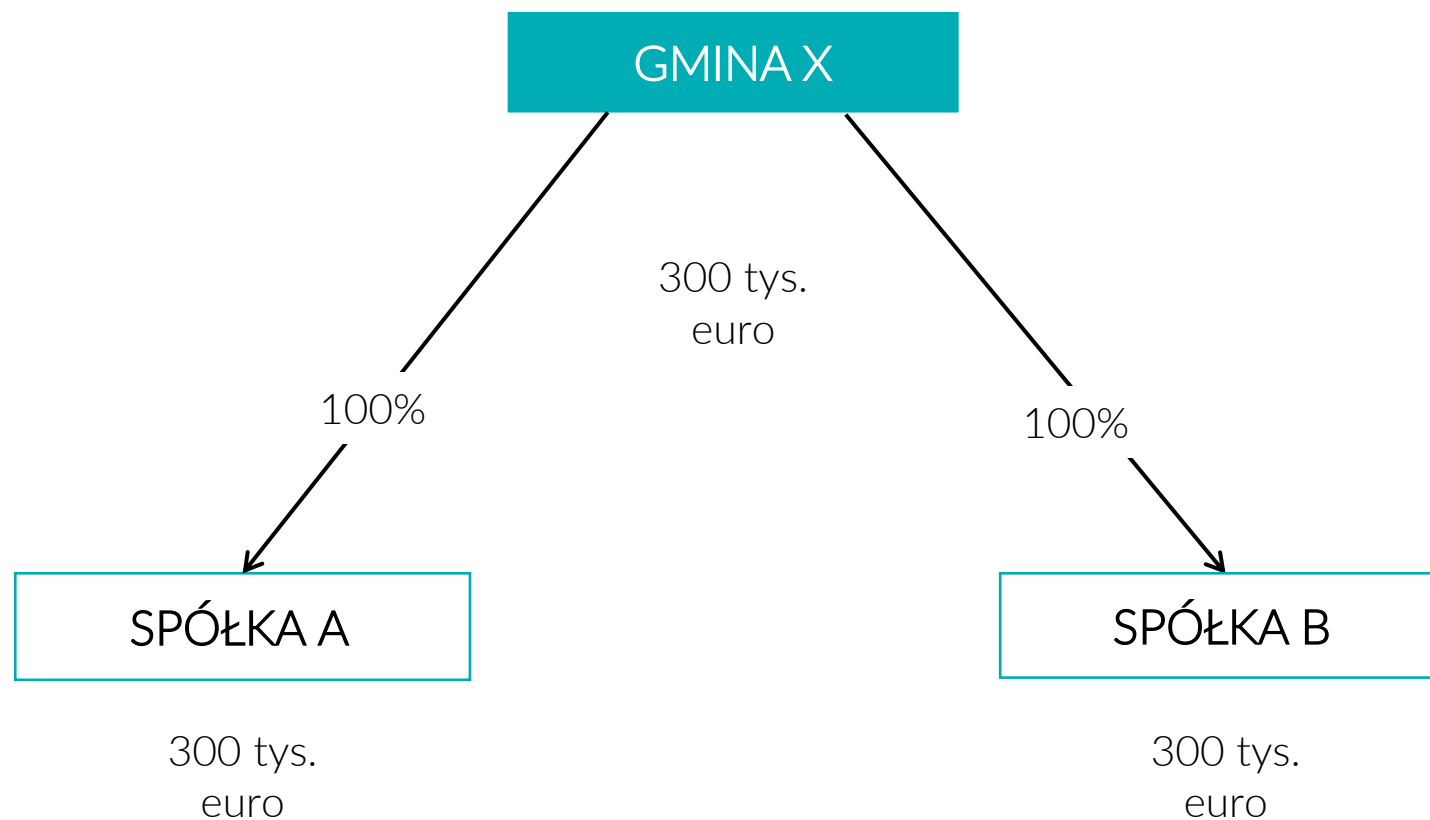 GMINA X
300 tys.
euro
100%
100%
SPÓŁKA A
SPÓŁKA B
300 tys.
euro
300 tys.
euro